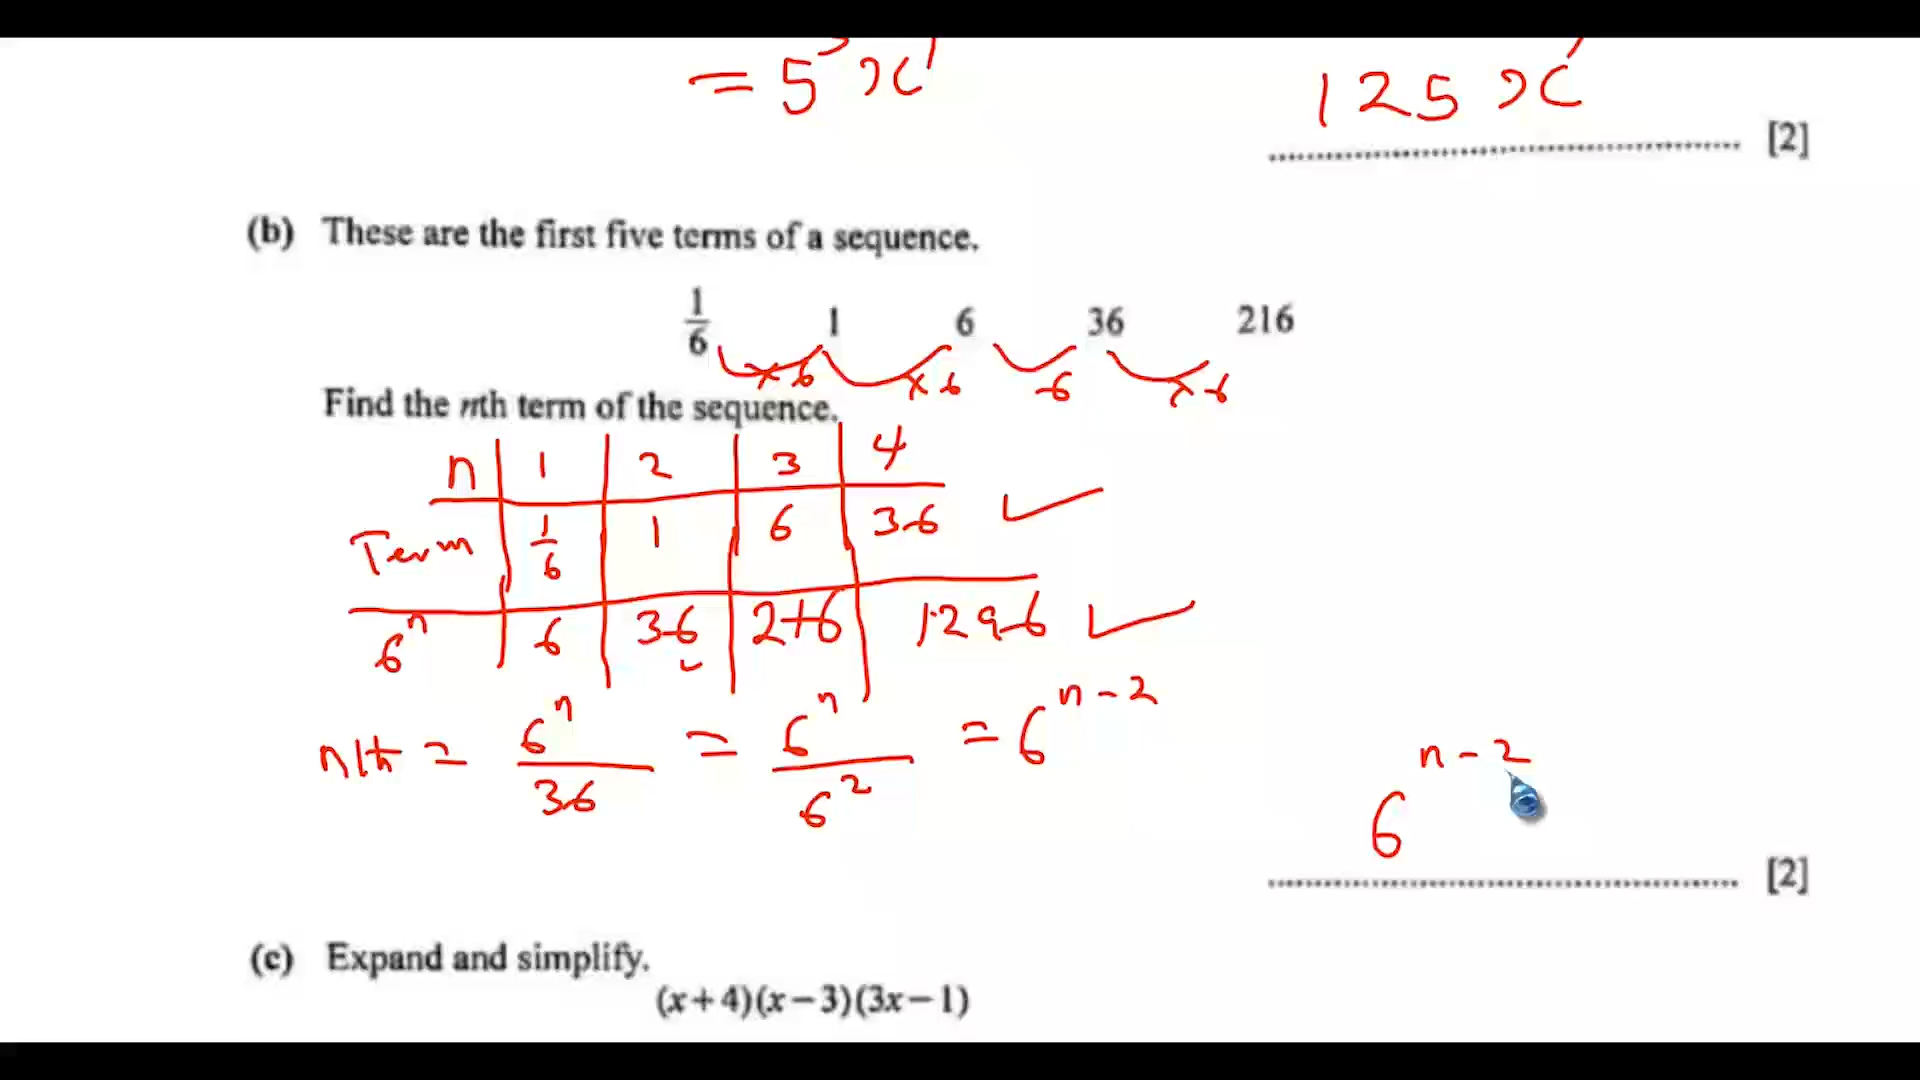 = 5³x'
125x'
[2]
(b) These are the first five terms of a sequence.
1/6 1 6 36 216
×6 ×6 6 ×6
Find the nth term of the sequence.
n 1 2 3 4
Term 1/6 1 6 36
6ⁿ 6 36 216 1296
nth = 6ⁿ/36 = 6ⁿ/6² = 6ⁿ⁻²
6ⁿ⁻²
[2]
(c) Expand and simplify.
(x+4)(x−3)(3x−1)